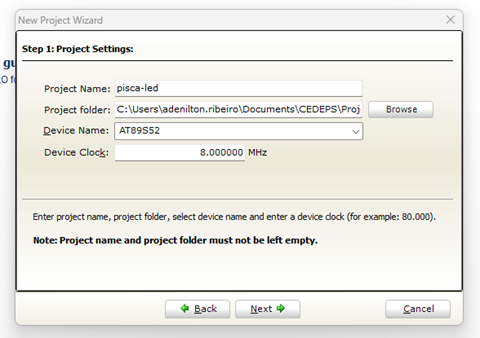 New Project Wizard
Step 1: Project Settings:
Project Name: pisca-led
Project folder: C:\Users\adenilton.ribeiro\Documents\CEDEPS\Proj Browse
Device Name: AT89S52
Device Clock: 8.000000 MHz
Enter project name, project folder, select device name and enter a device clock (for example: 80.000).
Note: Project name and project folder must not be left empty.
Back Next Cancel